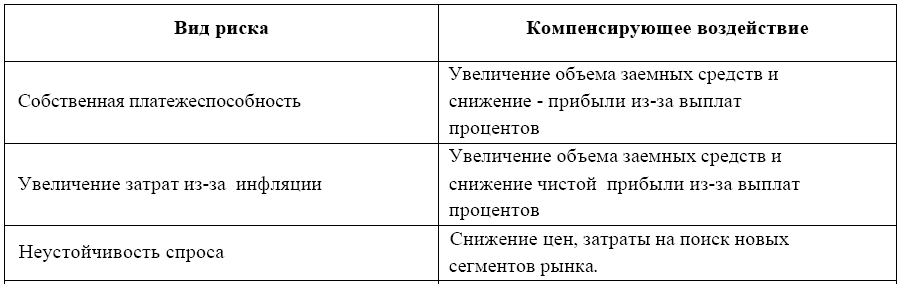 Вид риска
Компенсирующее воздействие
Собственная платежеспособность
Увеличение объема заемных средств и
снижение - прибыли из-за выплат
процентов
Увеличение затрат из-за инфляции
Увеличение объема заемных средств и
снижение чистой прибыли из-за выплат
процентов
Неустойчивость спроса
Снижение цен, затраты на поиск новых
сегментов рынка.